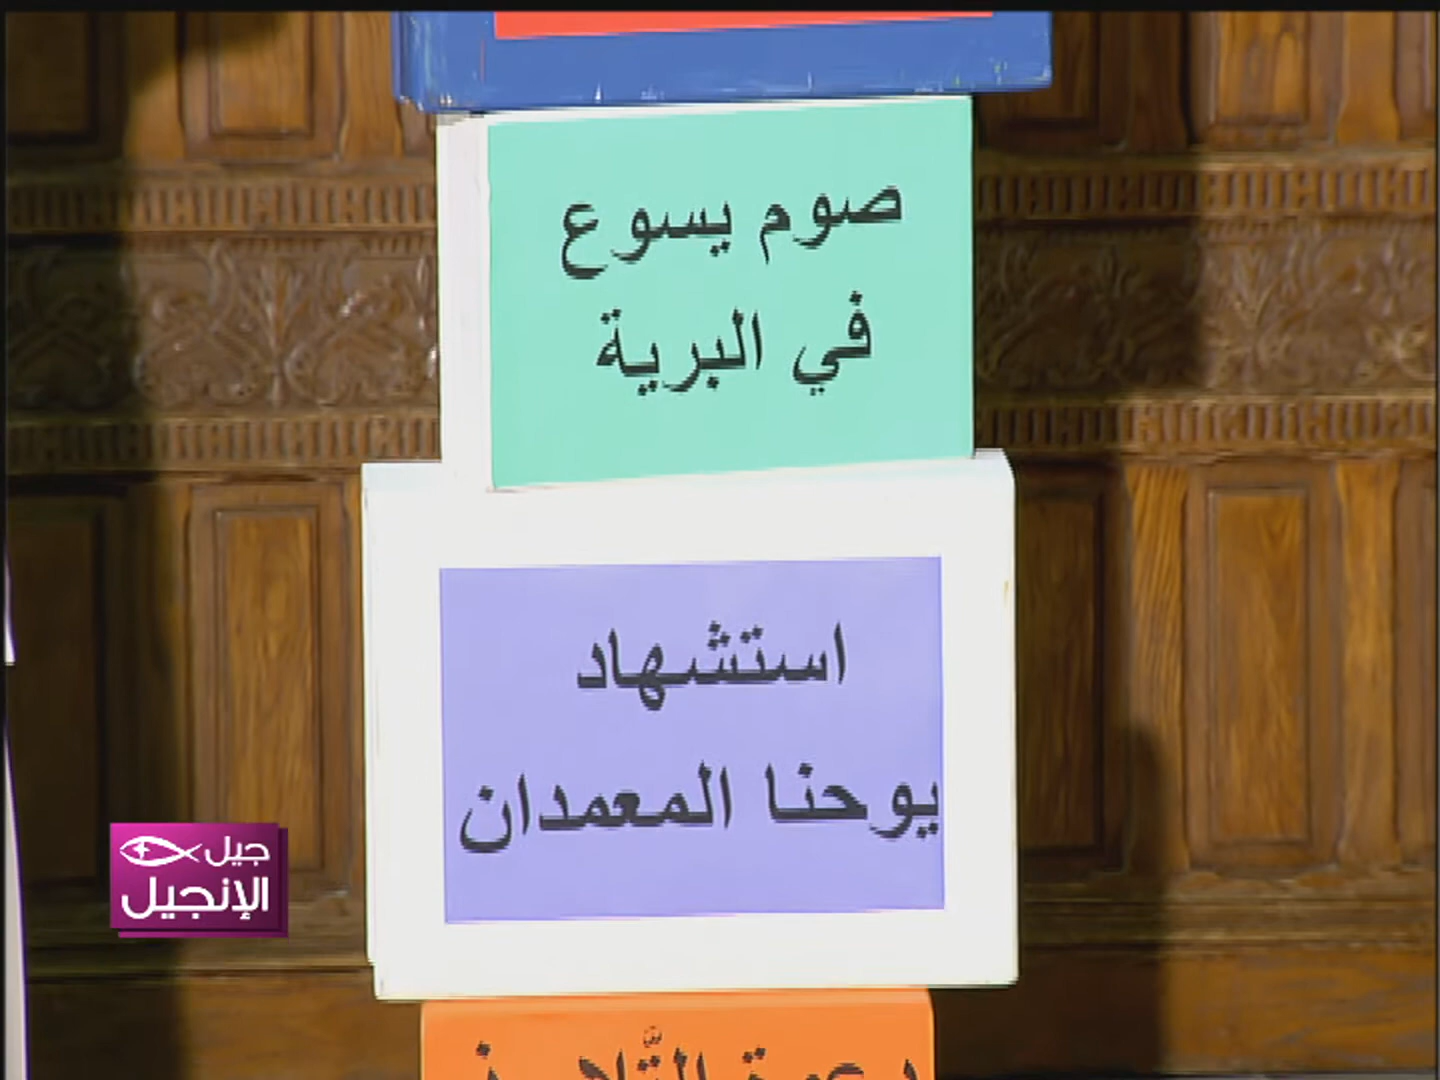 صوم يسوع
في البرية
استشهاد
يوحنا المعمدان
جيل
الإنجيل